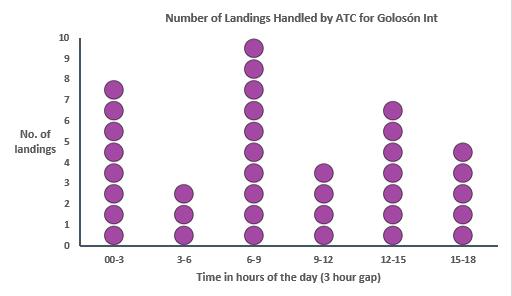 Number of Landings Handled by ATC for Golosón Int
10
9
8
7
6
5
4
3
2
1
0
No. of
landings
00-3 3-6 6-9 9-12 12-15 15-18
Time in hours of the day (3 hour gap)